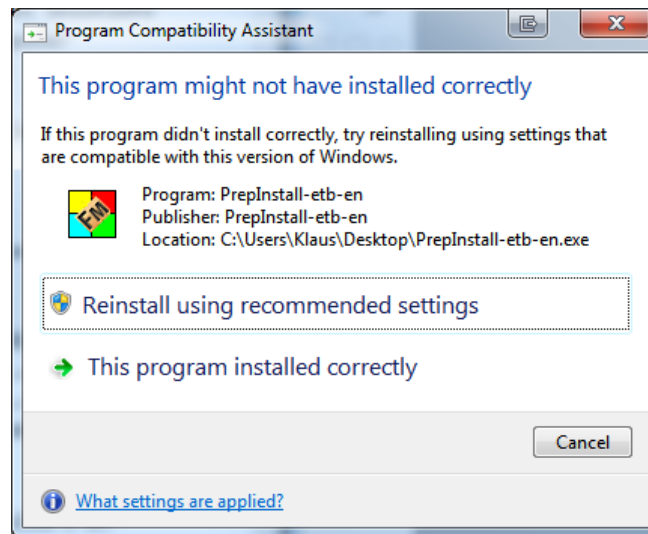 Program Compatibility Assistant
This program might not have installed correctly
If this program didn't install correctly, try reinstalling using settings that
are compatible with this version of Windows.
FM
Program: PrepInstall-etb-en
Publisher: PrepInstall-etb-en
Location: C:\Users\Klaus\Desktop\PrepInstall-etb-en.exe
Reinstall using recommended settings
This program installed correctly
Cancel
What settings are applied?